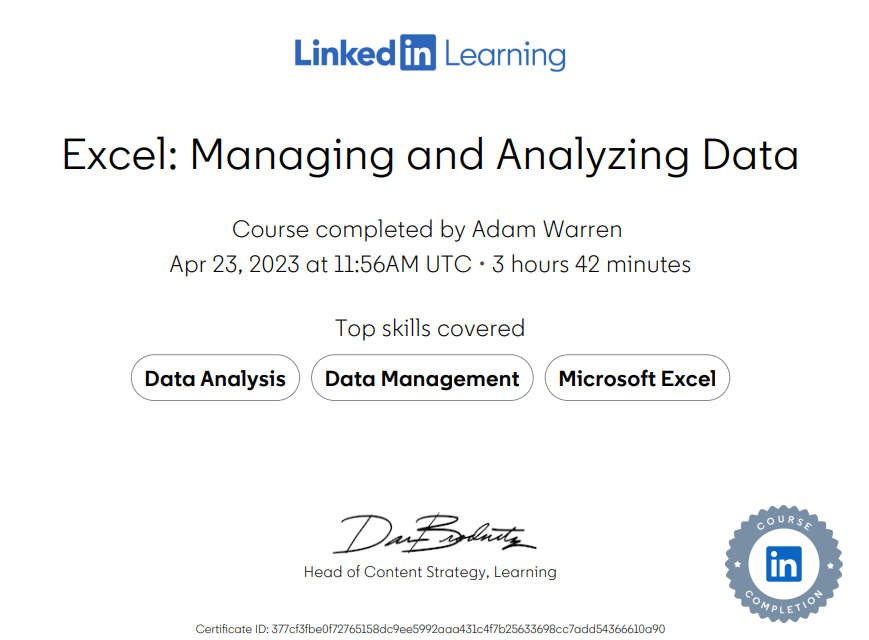 Linkedin Learning
Excel: Managing and Analyzing Data
Course completed by Adam Warren
Apr 23, 2023 at 11:56AM UTC • 3 hours 42 minutes
Top skills covered
Data Analysis
Data Management
Microsoft Excel
Head of Content Strategy, Learning
COURSE
in
COMPLETION
Certificate ID: 377cf3fbe0f72765158dc9ee5992aaa431c4f7b25633698cc7add54366610a90